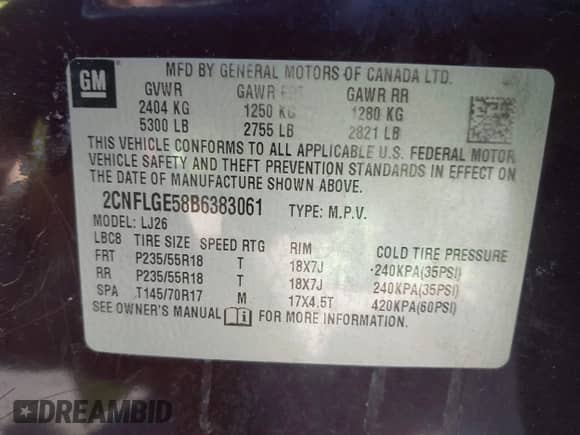 GM
MFD BY GENERAL MOTORS OF CANADA LTD.
GVWR GAWR FRT GAWR RR
2404 KG 1250 KG 1280 KG
5300 LB 2755 LB 2821 LB
THIS VEHICLE CONFORMS TO ALL APPLICABLE U.S. FEDERAL MOTOR
VEHICLE SAFETY AND THEFT PREVENTION STANDARDS IN EFFECT ON
THE DATE OF MANUFACTURE SHOWN ABOVE.
2CNFLGE58B6383061 TYPE: M.P.V.
MODEL: LJ26
LBC8 TIRE SIZE SPEED RTG RIM COLD TIRE PRESSURE
FRT P235/55R18 T 18X7J 240KPA(35PSI)
RR P235/55R18 T 18X7J 240KPA(35PSI)
SPA T145/70R17 M 17X4.5T 420KPA(60PSI)
SEE OWNER'S MANUAL i FOR MORE INFORMATION.
DREAMBID